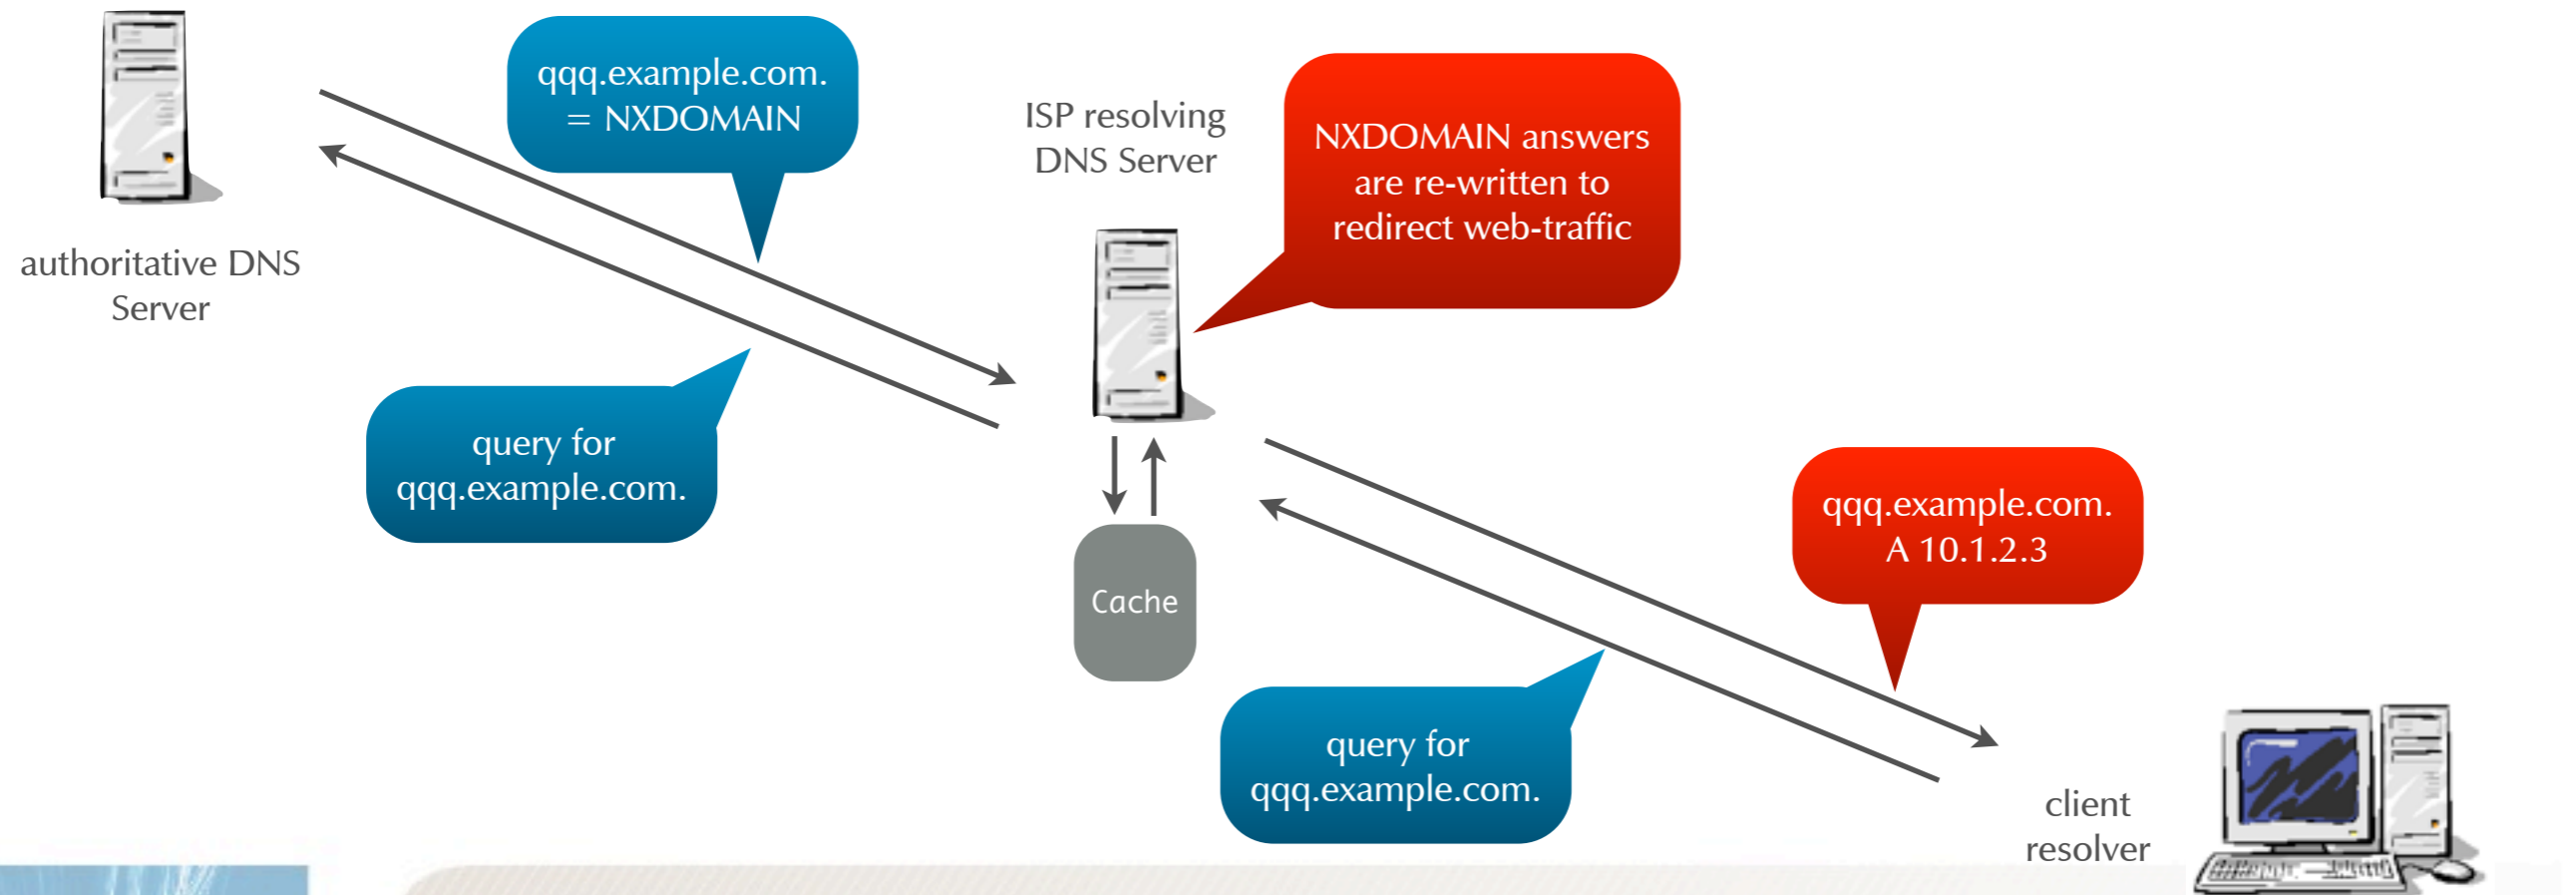 qqq.example.com.
= NXDOMAIN
ISP resolving
DNS Server
NXDOMAIN answers
are re-written to
redirect web-traffic
authoritative DNS
Server
query for
qqq.example.com.
qqq.example.com.
A 10.1.2.3
Cache
query for
qqq.example.com.
client
resolver